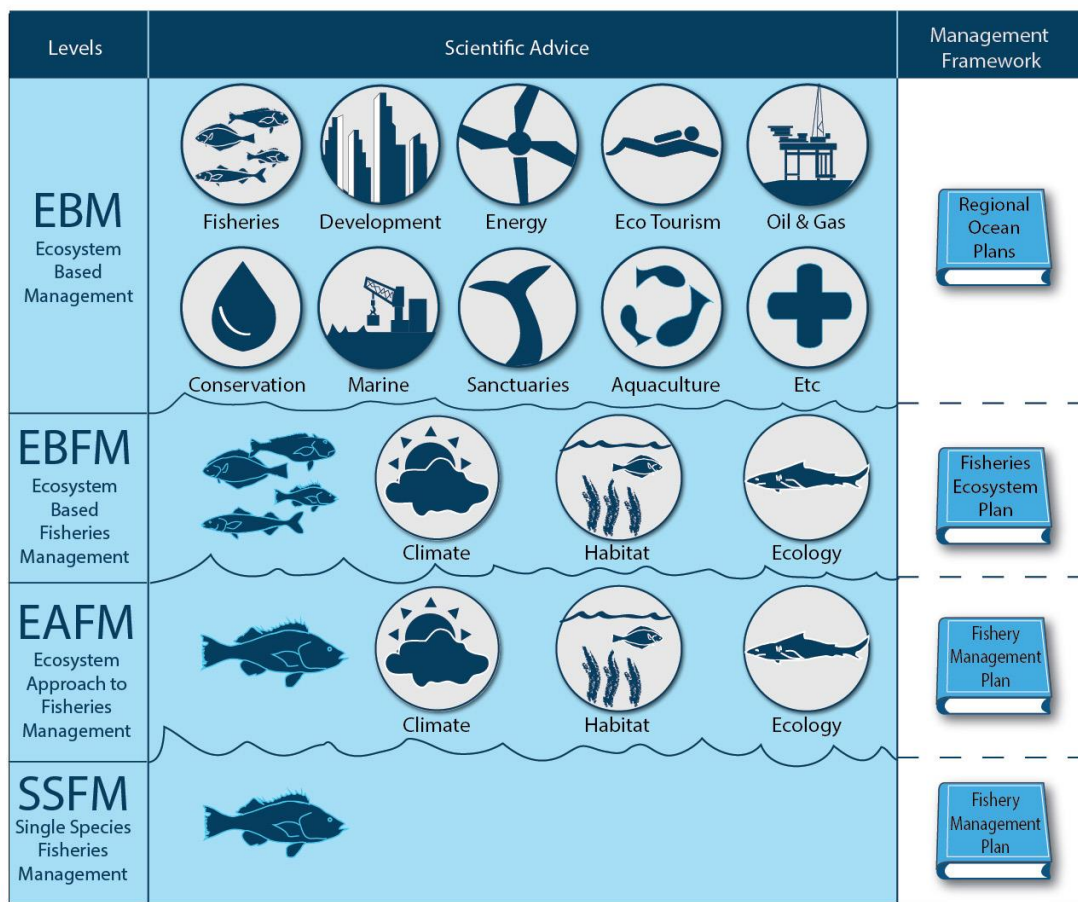 Levels
Scientific Advice
Management
Framework
EBM
Ecosystem
Based
Management
Fisheries
Development
Energy
Eco Tourism
Oil & Gas
Conservation
Marine
Sanctuaries
Aquaculture
Etc
Regional
Ocean
Plans
EBFM
Ecosystem
Based
Fisheries
Management
Climate
Habitat
Ecology
Fisheries
Ecosystem
Plan
EAFM
Ecosystem
Approach to
Fisheries
Management
Climate
Habitat
Ecology
Fishery
Management
Plan
SSFM
Single Species
Fisheries
Management
Fishery
Management
Plan